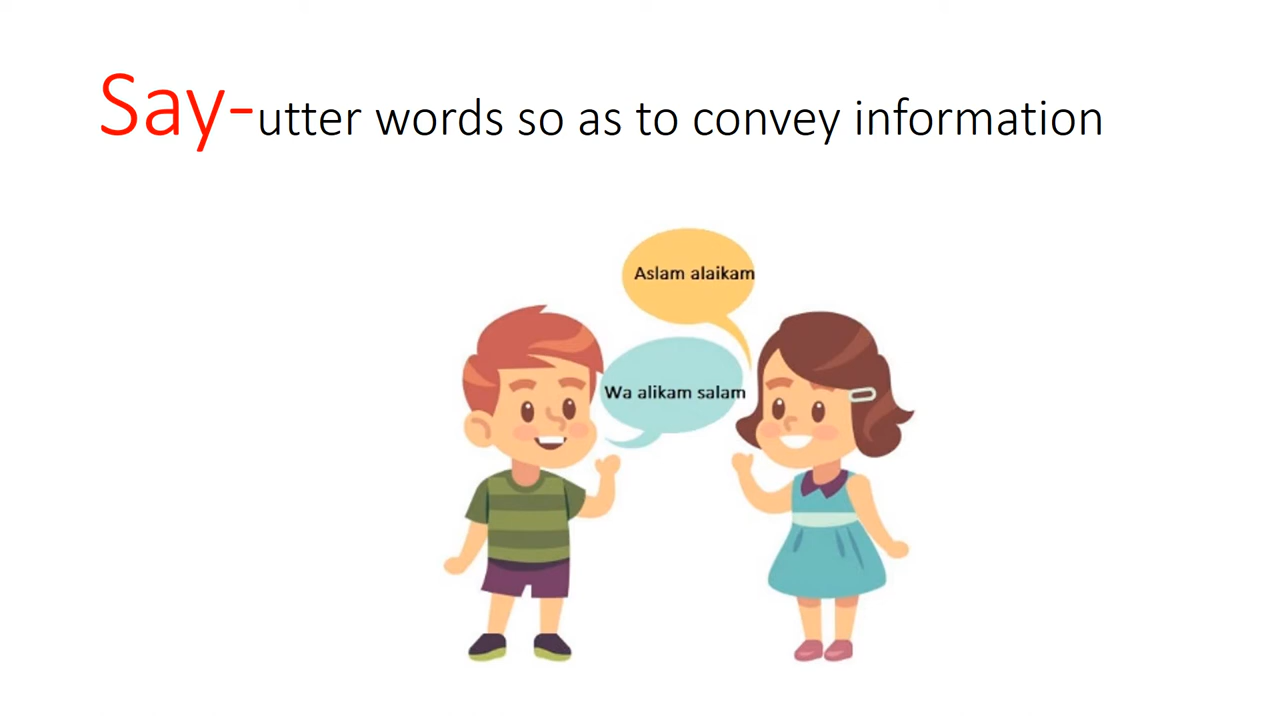 Say-utter words so as to convey information
Aslam alaikam
Wa alikam salam